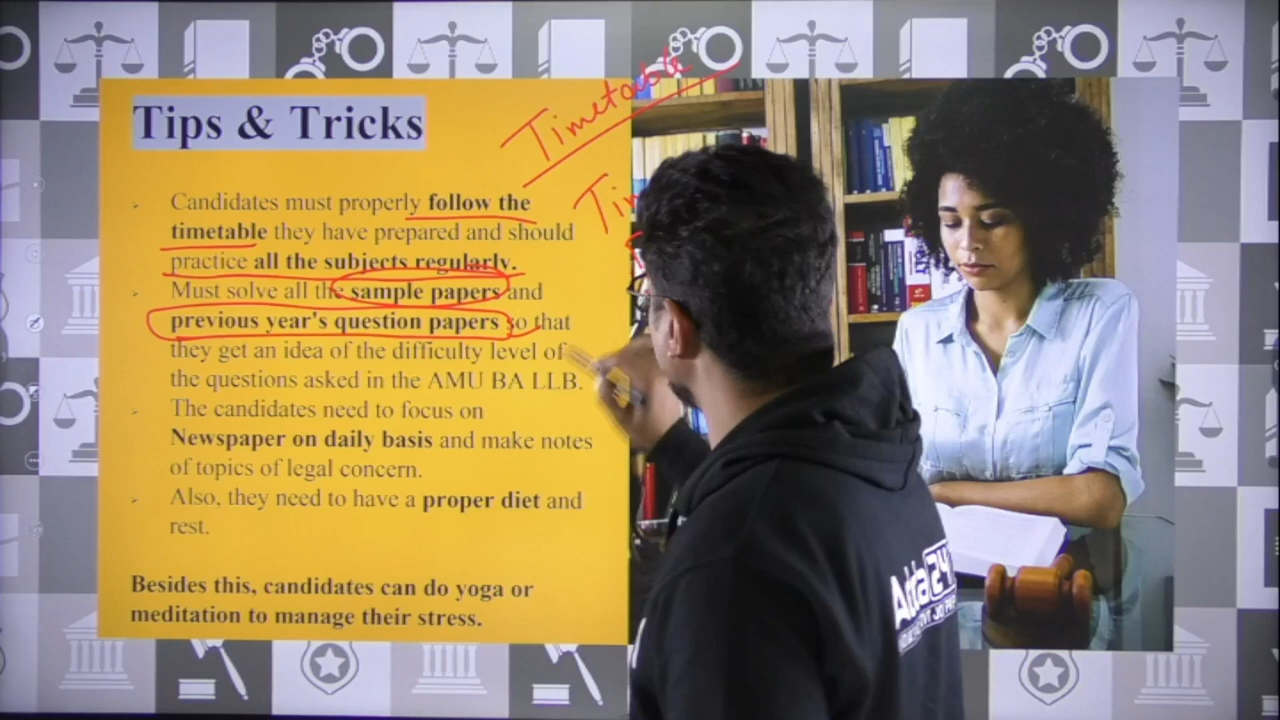 Tips & Tricks
Timetable
Candidates must properly follow the
timetable they have prepared and should
practice all the subjects regularly.
Must solve all the sample papers and
previous year's question papers so that
they get an idea of the difficulty level of
the questions asked in the AMU BA LLB.
The candidates need to focus on
Newspaper on daily basis and make notes
of topics of legal concern.
Also, they need to have a proper diet and
rest.
Besides this, candidates can do yoga or
meditation to manage their stress.
Adda 24